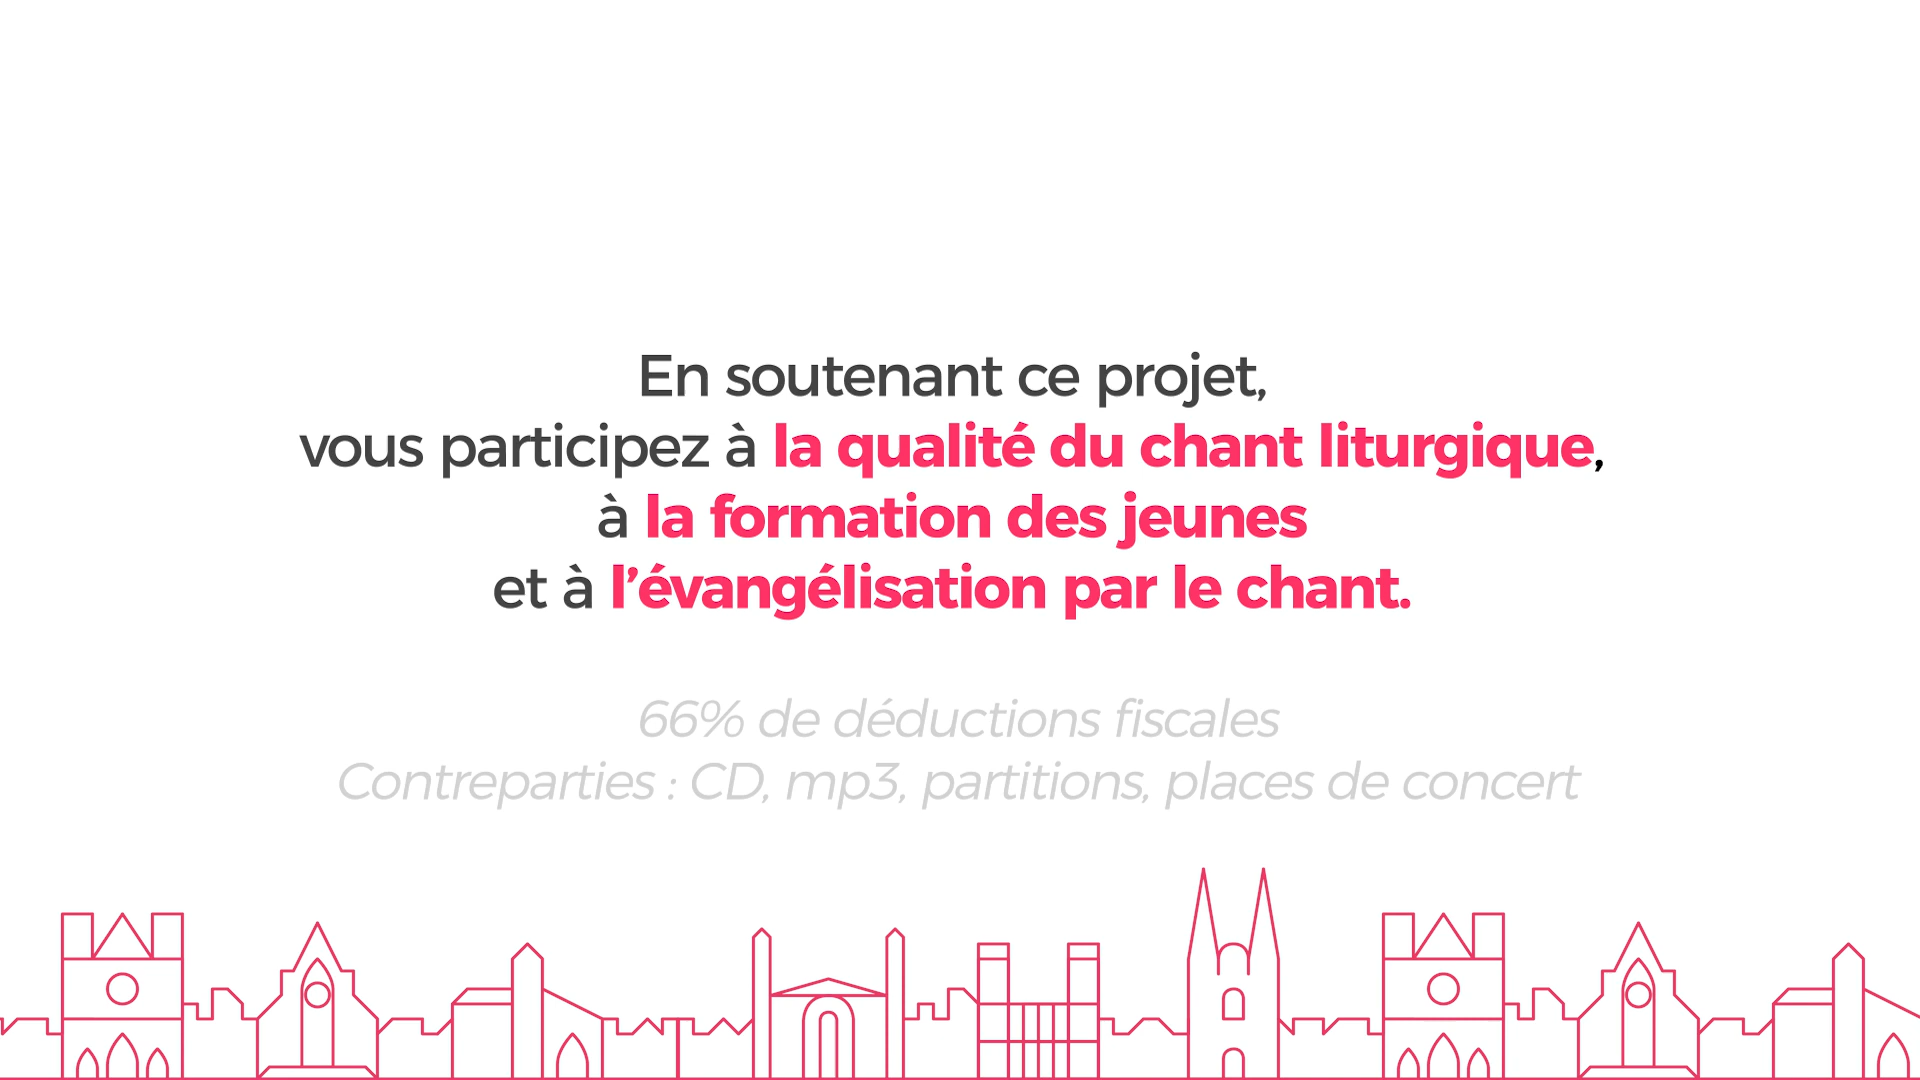 En soutenant ce projet,
vous participez à la qualité du chant liturgique,
à la formation des jeunes
et à l’évangélisation par le chant.
66% de déductions fiscales
Contreparties : CD, mp3, partitions, places de concert